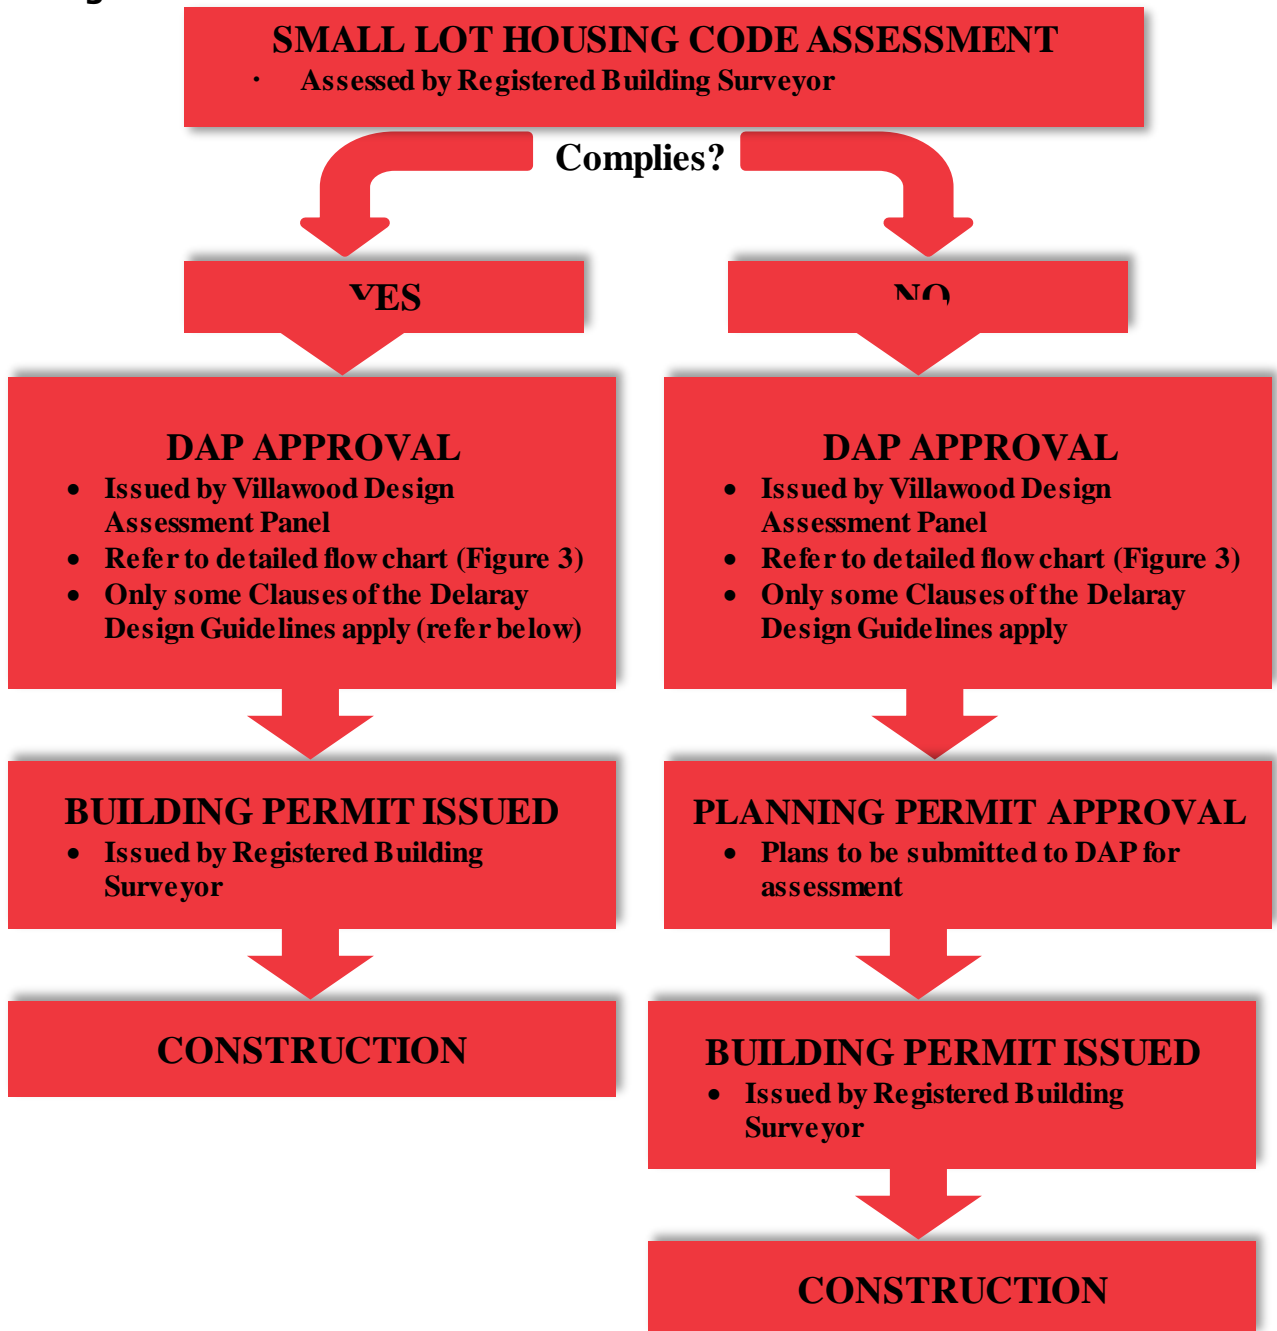 SMALL LOT HOUSING CODE ASSESSMENT
· Assessed by Registered Building Surveyor
Complies?
YES
NO
DAP APPROVAL
• Issued by Villawood Design
Assessment Panel
• Refer to detailed flow chart (Figure 3)
• Only some Clauses of the Delaray
Design Guidelines apply (refer below)
DAP APPROVAL
• Issued by Villawood Design
Assessment Panel
• Refer to detailed flow chart (Figure 3)
• Only some Clauses of the Delaray
Design Guidelines apply
BUILDING PERMIT ISSUED
• Issued by Registered Building
Surveyor
PLANNING PERMIT APPROVAL
• Plans to be submitted to DAP for
assessment
CONSTRUCTION
BUILDING PERMIT ISSUED
• Issued by Registered Building
Surveyor
CONSTRUCTION